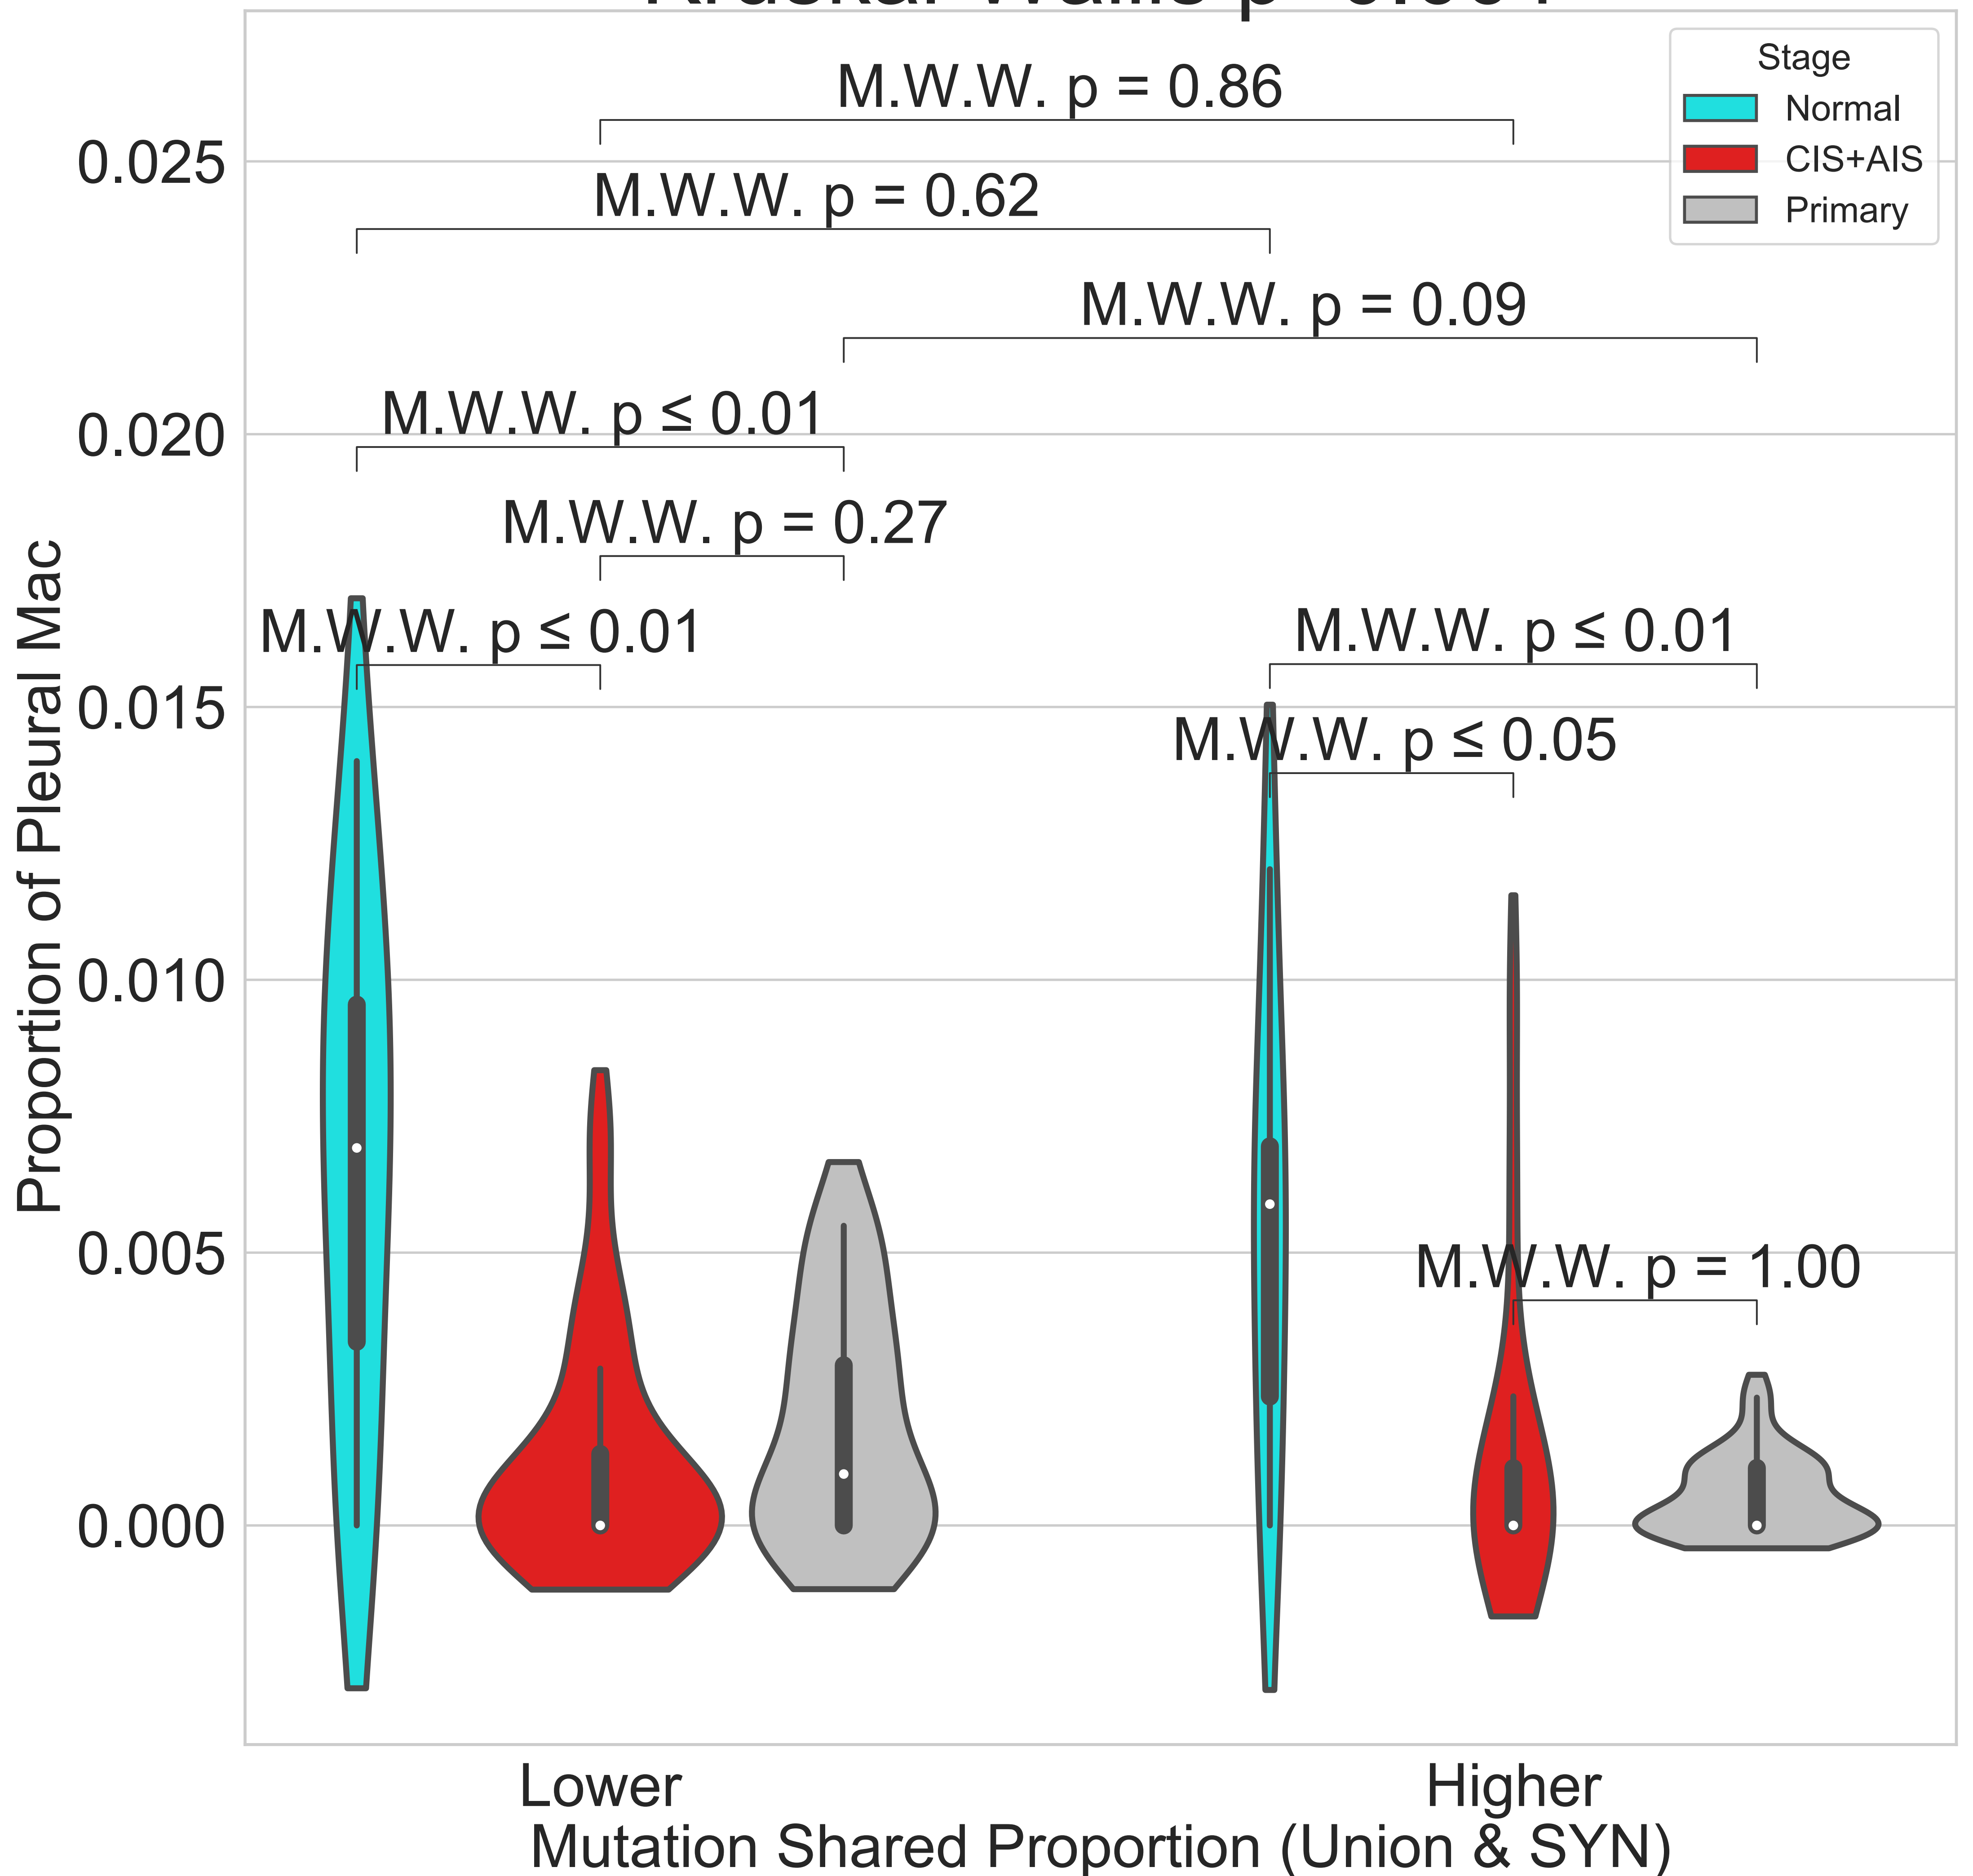 Stage
Normal
CIS+AIS
Primary
M.W.W. p = 0.86
M.W.W. p = 0.62
M.W.W. p = 0.09
M.W.W. p ≤ 0.01
M.W.W. p = 0.27
M.W.W. p ≤ 0.01
M.W.W. p ≤ 0.01
M.W.W. p ≤ 0.05
M.W.W. p = 1.00
0.025
0.020
0.015
0.010
0.005
0.000
Proportion of Pleural Mac
Lower
Higher
Mutation Shared Proportion (Union & SYN)